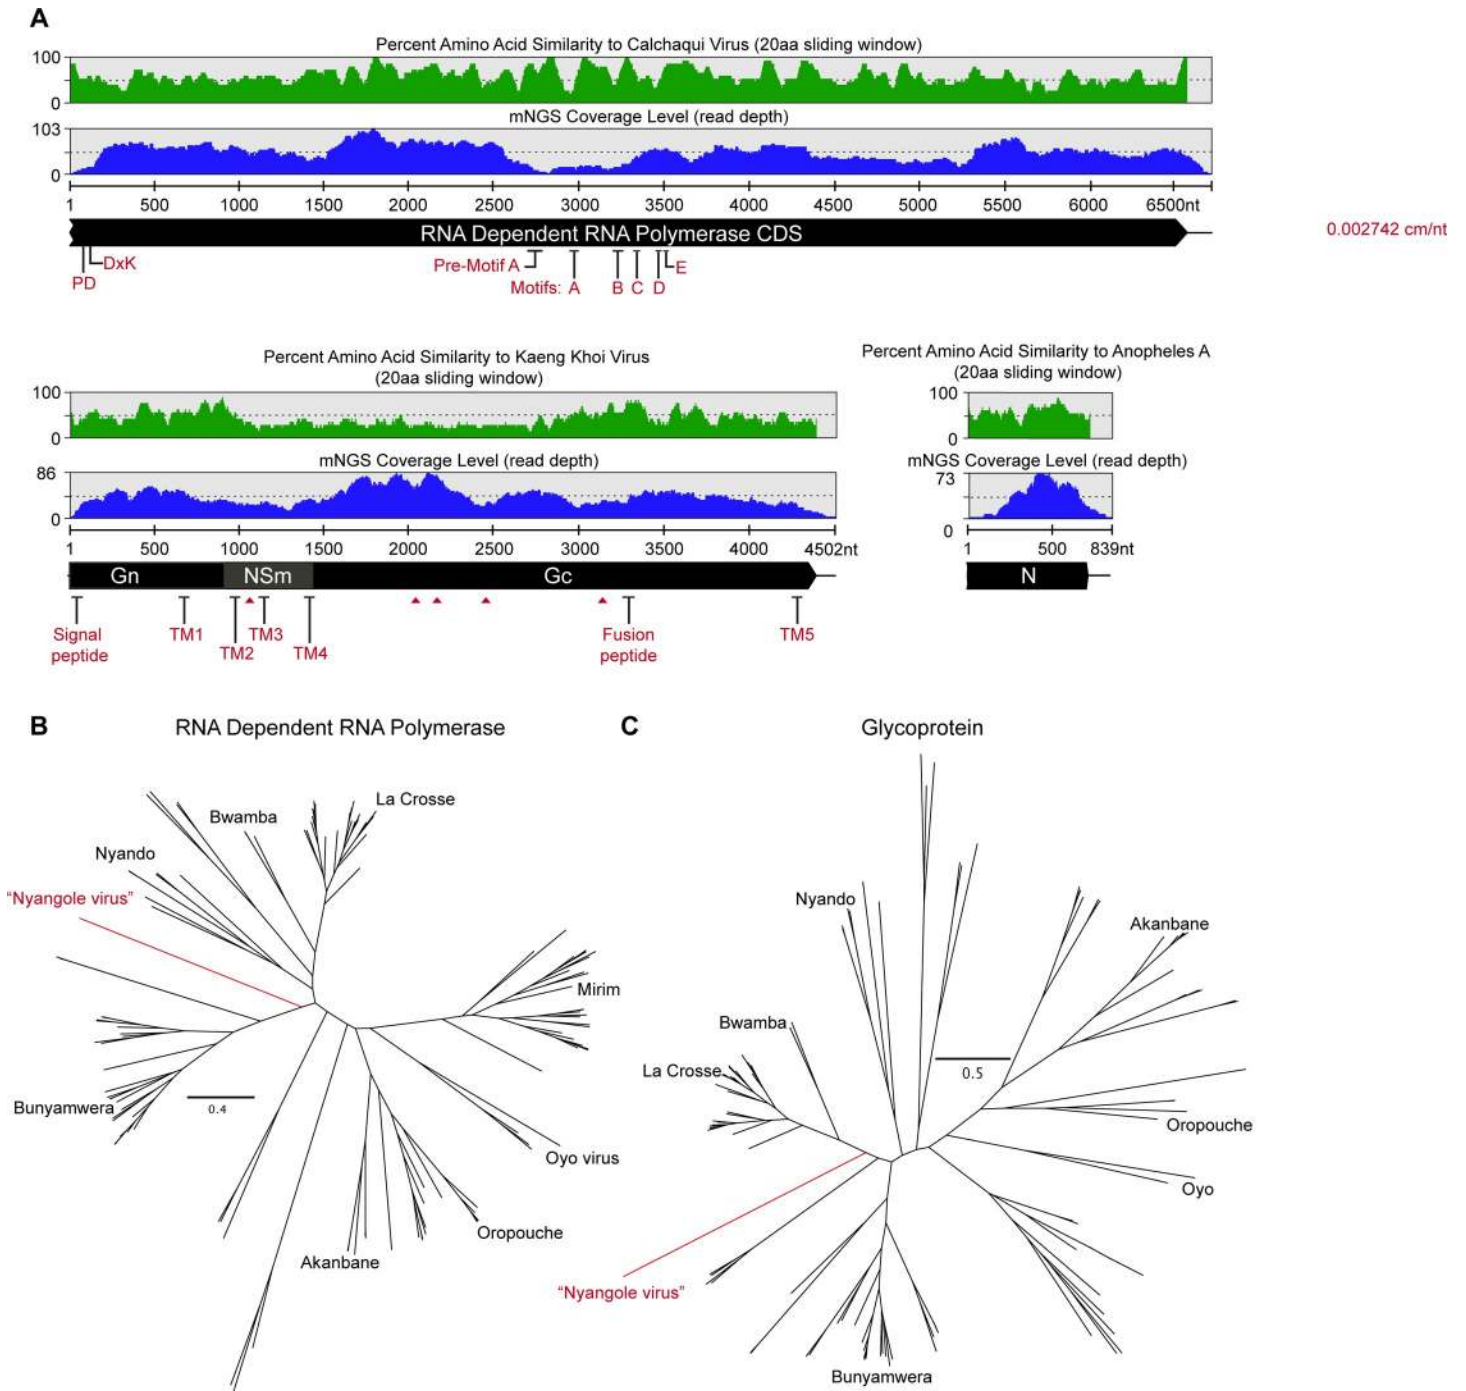 A
Percent Amino Acid Similarity to Calchaqui Virus (20aa sliding window)
100
0
mNGS Coverage Level (read depth)
103
0
1 500 1000 1500 2000 2500 3000 3500 4000 4500 5000 5500 6000 6500nt
RNA Dependent RNA Polymerase CDS
0.002742 cm/nt
PD
DxK
Pre-Motif A
E
Motifs: A B C D
Percent Amino Acid Similarity to Kaeng Khoi Virus
(20aa sliding window)
100
0
mNGS Coverage Level (read depth)
86
0
1 500 1000 1500 2000 2500 3000 3500 4000 4502nt
Gn NSm Gc
Signal
peptide
TM1
TM2
TM3
TM4
Fusion
peptide
TM5
Percent Amino Acid Similarity to Anopheles A
(20aa sliding window)
100
0
mNGS Coverage Level (read depth)
73
0
1 500 839nt
N
B
RNA Dependent RNA Polymerase
La Crosse
Bwamba
Nyando
"Nyangole virus"
Mirim
Bunyamwera
0.4
Oyo virus
Oropouche
Akanbane
C
Glycoprotein
Nyando
Akanbane
Bwamba
La Crosse
0.5
Oropouche
Oyo
"Nyangole virus"
Bunyamwera